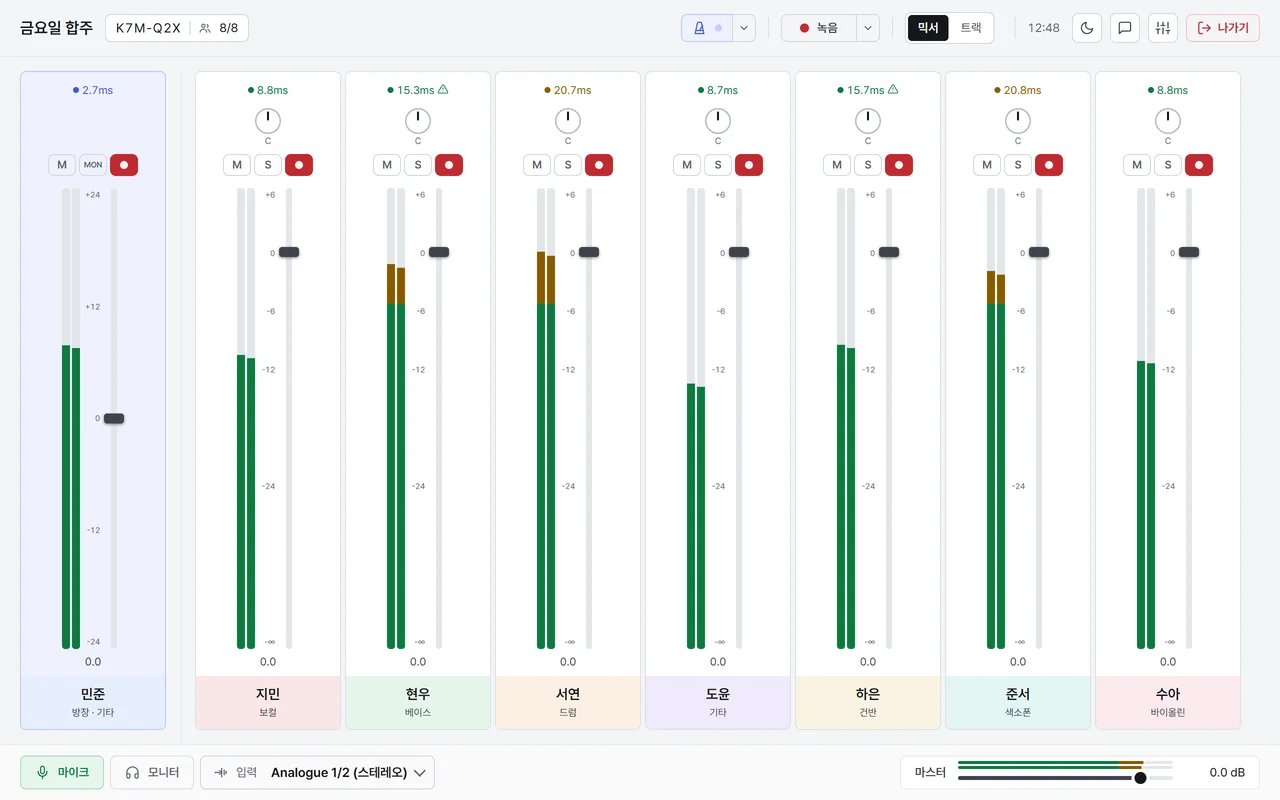 금요일 합주 K7M-Q2X 8/8 녹음 믹서 트랙 12:48 나가기
2.7ms 8.8ms 15.3ms 20.7ms 8.7ms 15.7ms 20.8ms 8.8ms
C C C C C C C
M MON M S M S M S M S M S M S M S
+24 +6 +6 +6 +6 +6 +6 +6
0 0 0 0 0 0 0
+12 -6 -6 -6 -6 -6 -6 -6
-12 -12 -12 -12 -12 -12 -12
0
-24 -24 -24 -24 -24 -24 -24
-12
-24 -∞ -∞ -∞ -∞ -∞ -∞ -∞
0.0 0.0 0.0 0.0 0.0 0.0 0.0 0.0
민준 지민 현우 서연 도윤 하은 준서 수아
방장 · 기타 보컬 베이스 드럼 기타 건반 색소폰 바이올린
마이크 모니터 입력 Analogue 1/2 (스테레오) 마스터 0.0 dB